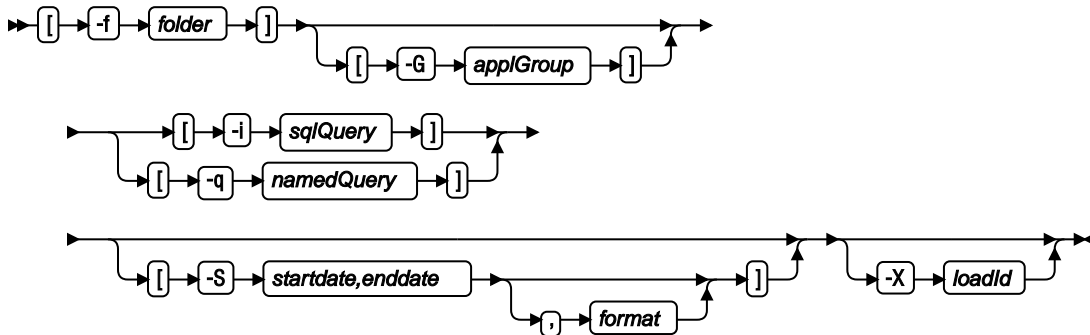 [ -f folder ]
[ -G applGroup ]
[ -i sqlQuery ]
[ -q namedQuery ]
[ -S startdate,enddate ]
-X loadId
, format